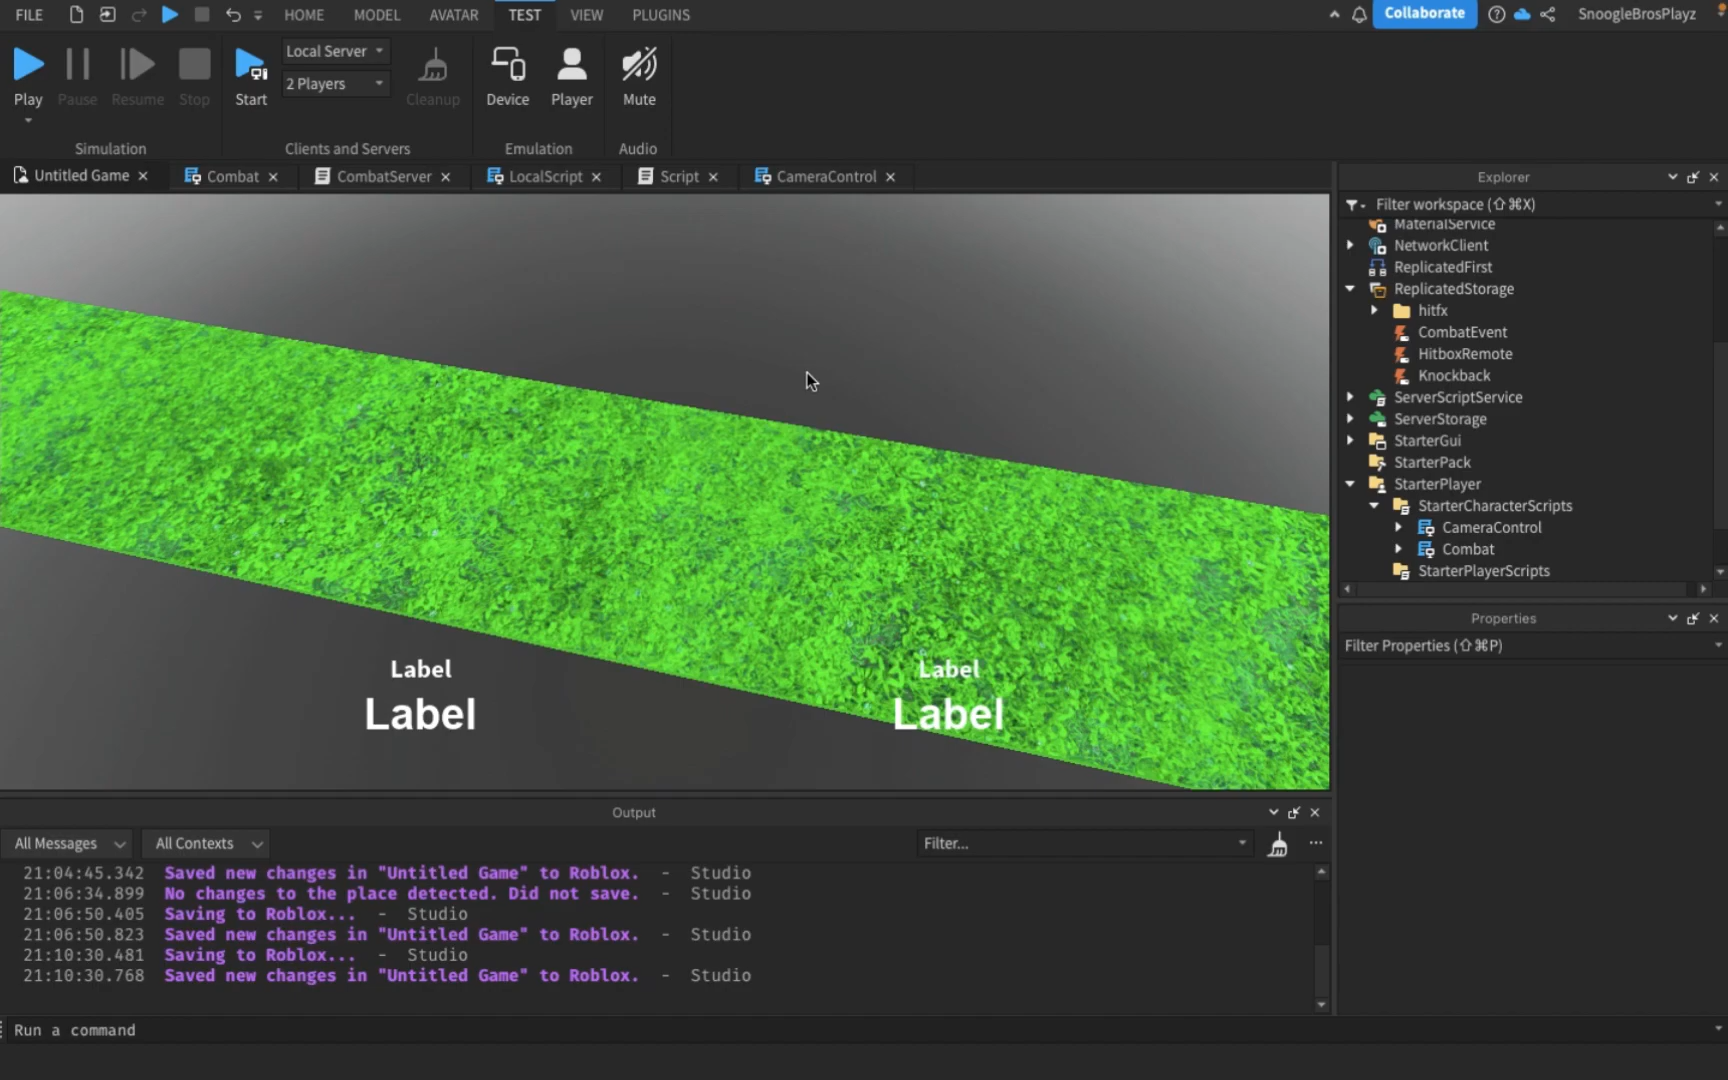 FILE HOME MODEL AVATAR TEST VIEW PLUGINS Collaborate SnoogleBrosPlayz
Play Pause Resume Stop Start Local Server 2 Players Cleanup Device Player Mute
Simulation Clients and Servers Emulation Audio
Untitled Game Combat CombatServer LocalScript Script CameraControl
Explorer
Filter workspace (⇧⌘X)
MaterialService
NetworkClient
ReplicatedFirst
ReplicatedStorage
hitfx
CombatEvent
HitboxRemote
Knockback
ServerScriptService
ServerStorage
StarterGui
StarterPack
StarterPlayer
StarterCharacterScripts
CameraControl
Combat
StarterPlayerScripts
Properties
Filter Properties (⇧⌘P)
Label Label
Label Label
Output
All Messages All Contexts Filter... ...
21:04:45.342 Saved new changes in "Untitled Game" to Roblox. - Studio
21:06:34.899 No changes to the place detected. Did not save. - Studio
21:06:50.405 Saving to Roblox... - Studio
21:06:50.823 Saved new changes in "Untitled Game" to Roblox. - Studio
21:10:30.481 Saving to Roblox... - Studio
21:10:30.768 Saved new changes in "Untitled Game" to Roblox. - Studio
Run a command